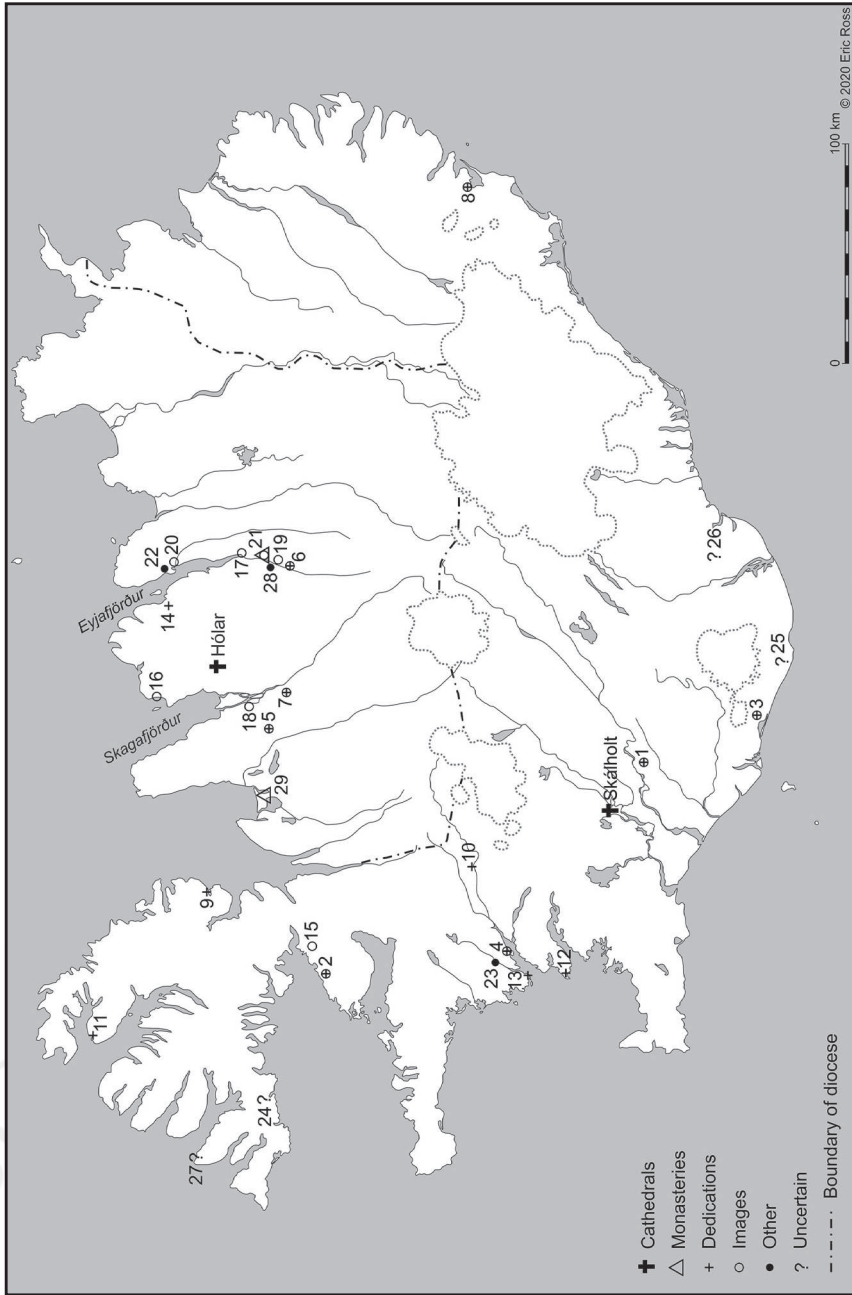 11
27?
24?
9
15
2
Skagafjörður
Eyjafjörður
16
14
22
20
Hólar
18
5
7
29
17
21
19
28
6
8
10
4
23
13
12
Skálholt
1
3
?26
?25
Cathedrals
Monasteries
Dedications
Images
Other
? Uncertain
Boundary of diocese
0
100 km
© 2020 Eric Ross